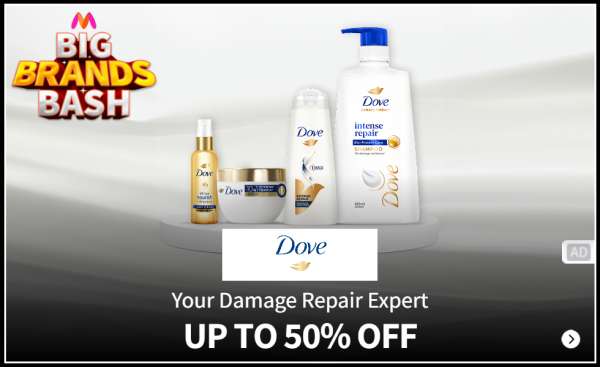 BIG
BRANDS
BASH
Dove
intense
repair
Dove
Dove
Dove
Dove
Dove
AD
Your Damage Repair Expert
UP TO 50% OFF